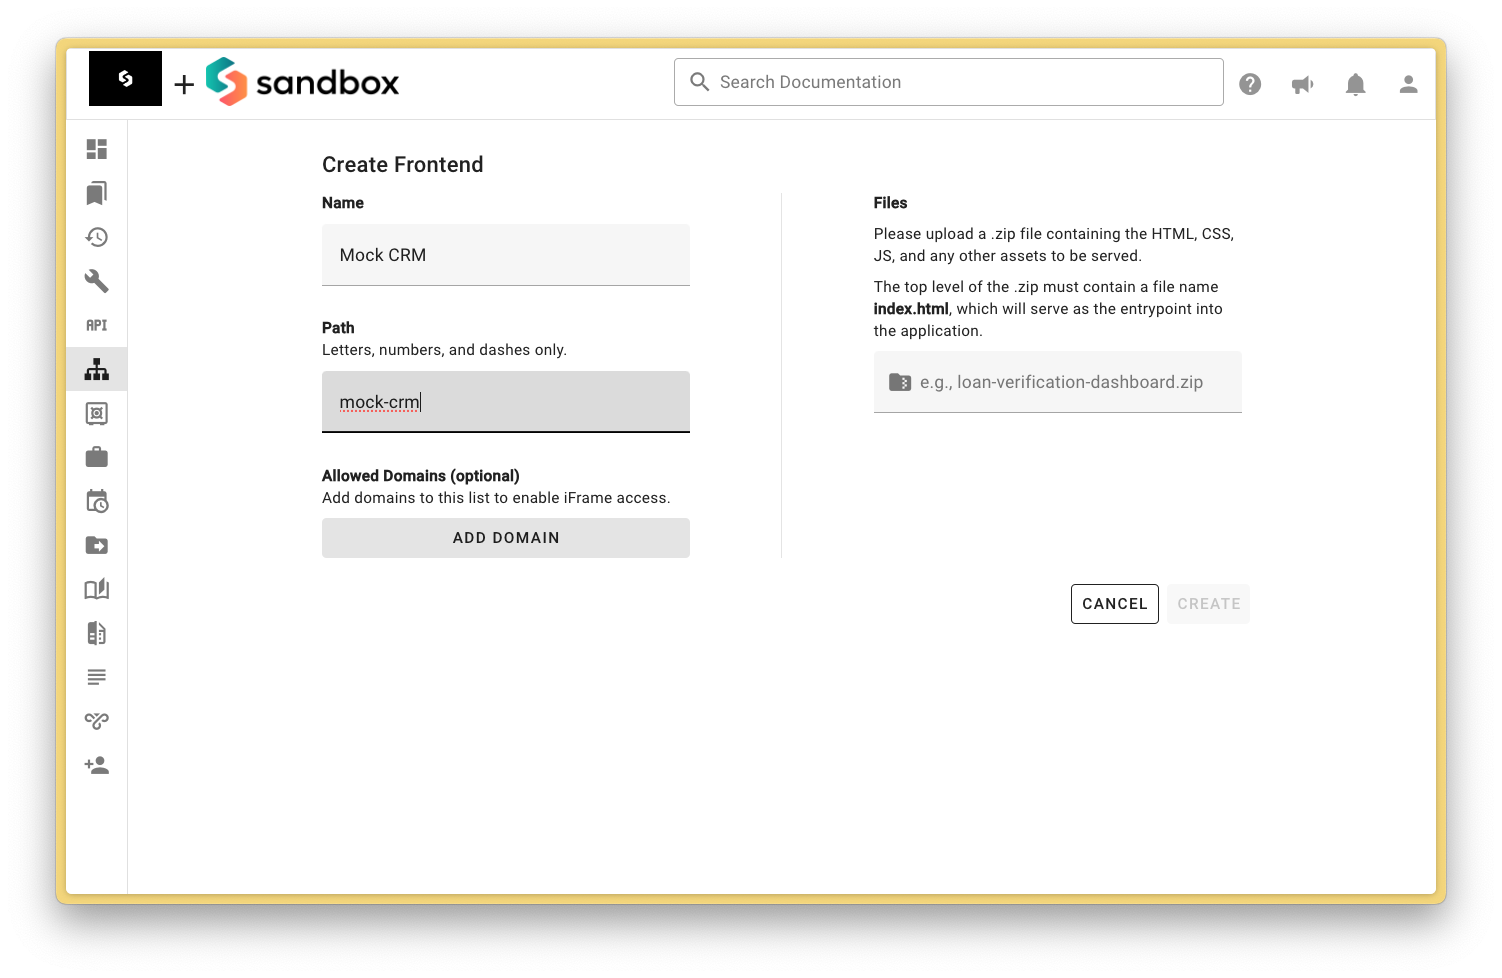 + sandbox
Search Documentation
API
Create Frontend
Name
Mock CRM
Path
Letters, numbers, and dashes only.
mock-crm
Allowed Domains (optional)
Add domains to this list to enable iFrame access.
ADD DOMAIN
Files
Please upload a .zip file containing the HTML, CSS,
JS, and any other assets to be served.
The top level of the .zip must contain a file name
index.html, which will serve as the entrypoint into
the application.
e.g., loan-verification-dashboard.zip
CANCEL
CREATE